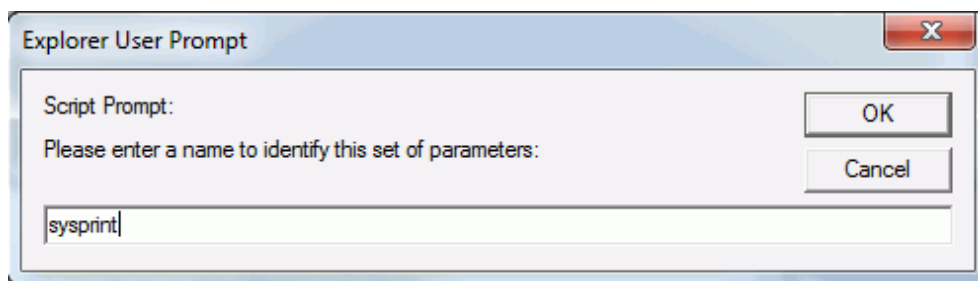 Explorer User Prompt
Script Prompt:
OK
Please enter a name to identify this set of parameters:
Cancel
sysprint